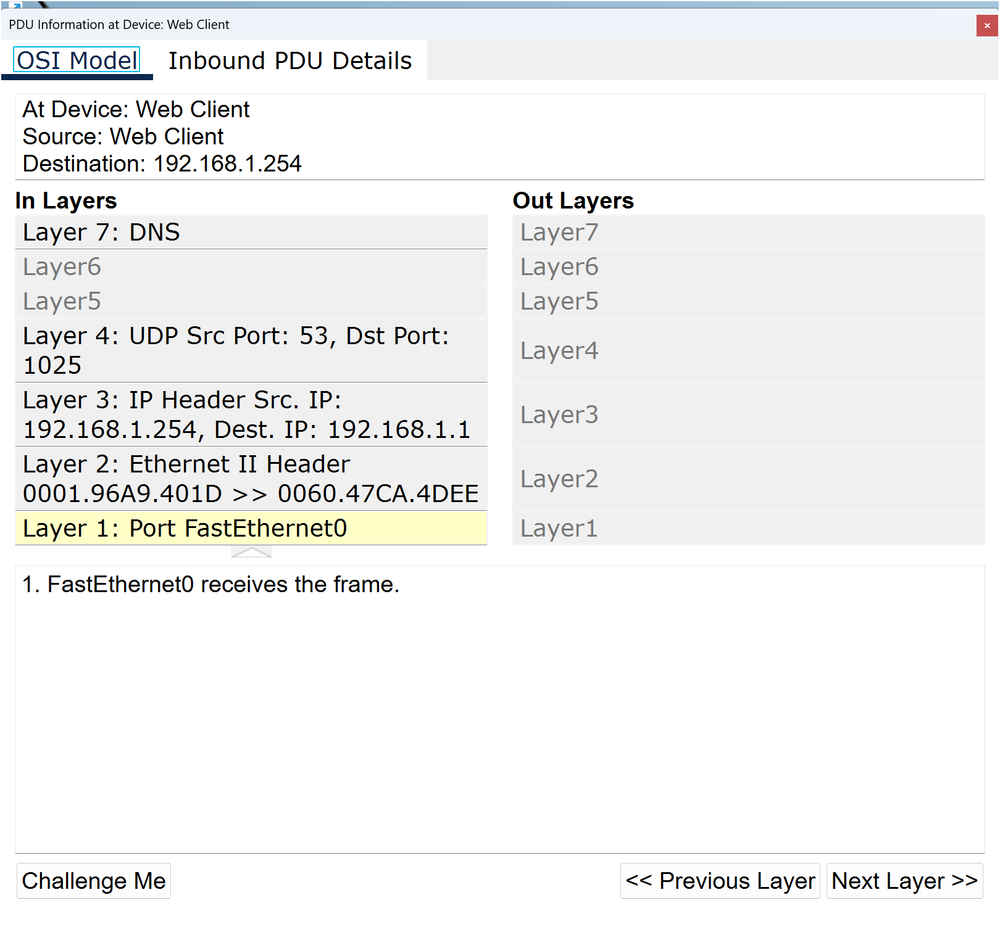 PDU Information at Device: Web Client
OSI Model
Inbound PDU Details
At Device: Web Client
Source: Web Client
Destination: 192.168.1.254
In Layers
Layer 7: DNS
Layer6
Layer5
Layer 4: UDP Src Port: 53, Dst Port:
1025
Layer 3: IP Header Src. IP:
192.168.1.254, Dest. IP: 192.168.1.1
Layer 2: Ethernet II Header
0001.96A9.401D >> 0060.47CA.4DEE
Layer 1: Port FastEthernet0
Out Layers
Layer7
Layer6
Layer5
Layer4
Layer3
Layer2
Layer1
1. FastEthernet0 receives the frame.
Challenge Me
<< Previous Layer
Next Layer >>